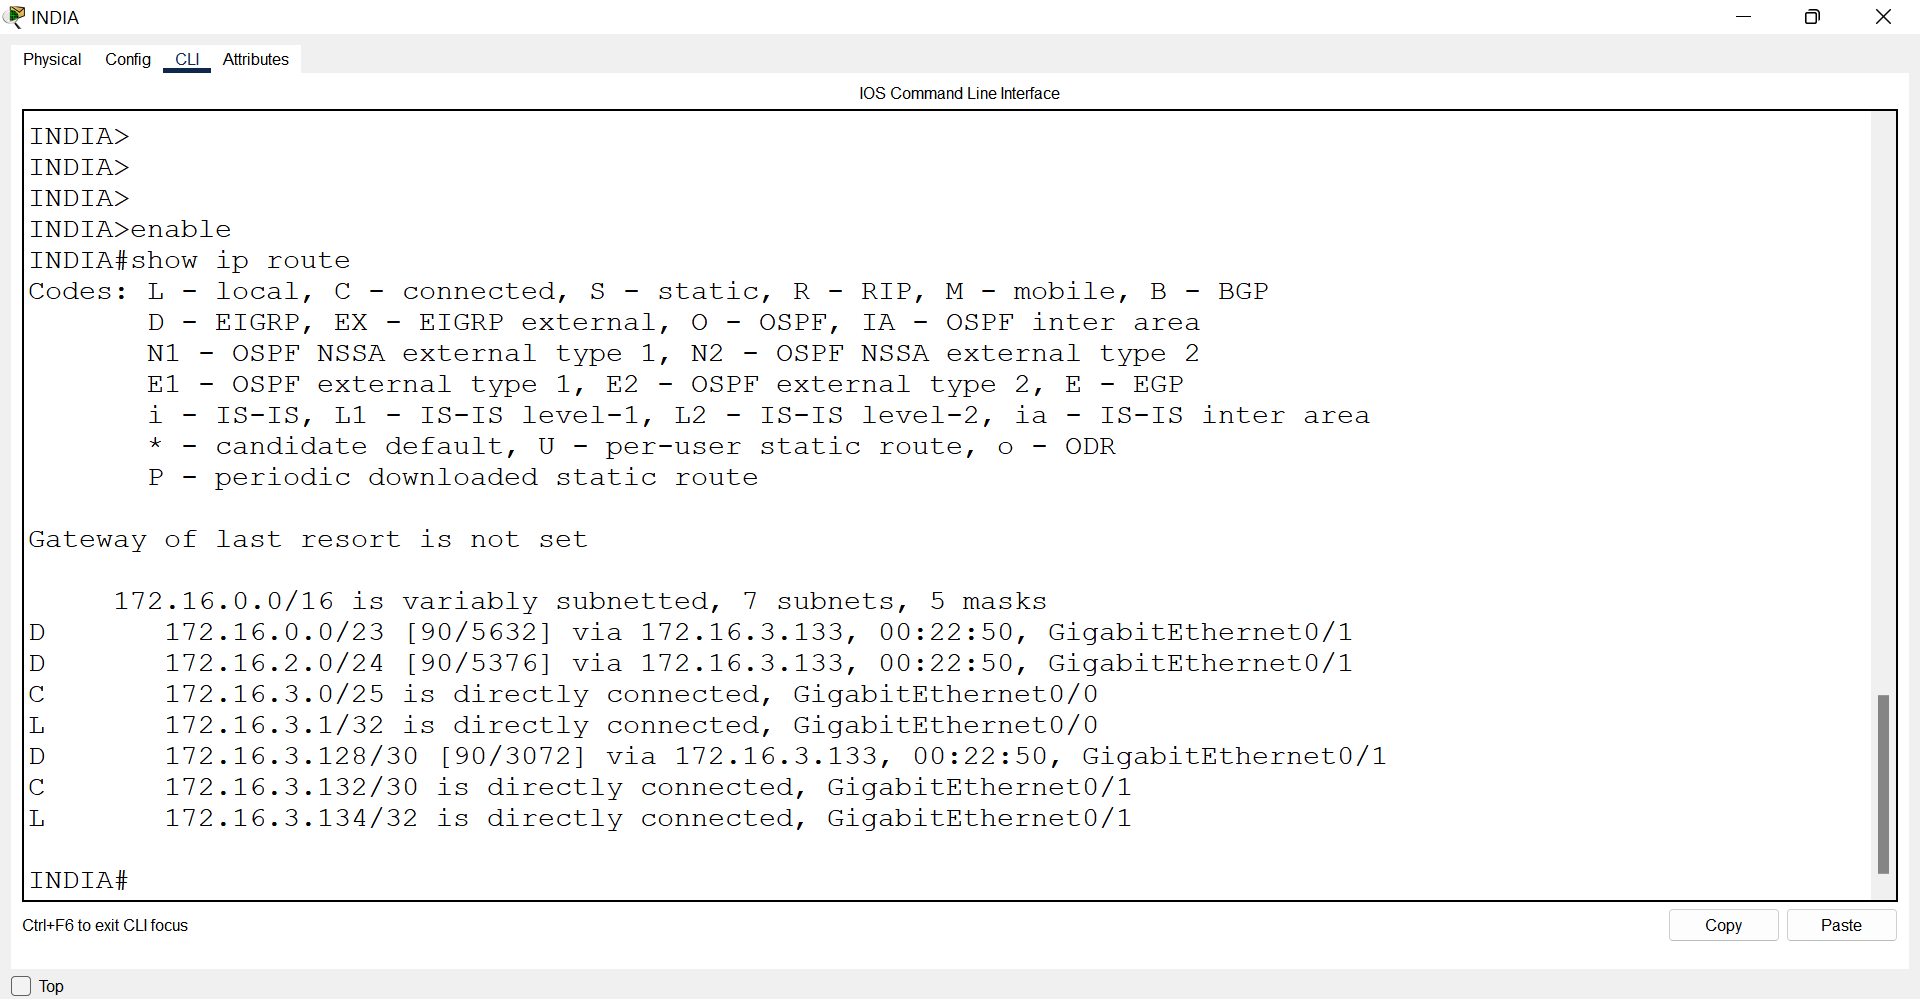 INDIA
Physical Config CLI Attributes
IOS Command Line Interface
INDIA>
INDIA>
INDIA>
INDIA>enable
INDIA#show ip route
Codes: L - local, C - connected, S - static, R - RIP, M - mobile, B - BGP
D - EIGRP, EX - EIGRP external, O - OSPF, IA - OSPF inter area
N1 - OSPF NSSA external type 1, N2 - OSPF NSSA external type 2
E1 - OSPF external type 1, E2 - OSPF external type 2, E - EGP
i - IS-IS, L1 - IS-IS level-1, L2 - IS-IS level-2, ia - IS-IS inter area
* - candidate default, U - per-user static route, o - ODR
P - periodic downloaded static route
Gateway of last resort is not set
172.16.0.0/16 is variably subnetted, 7 subnets, 5 masks
D 172.16.0.0/23 [90/5632] via 172.16.3.133, 00:22:50, GigabitEthernet0/1
D 172.16.2.0/24 [90/5376] via 172.16.3.133, 00:22:50, GigabitEthernet0/1
C 172.16.3.0/25 is directly connected, GigabitEthernet0/0
L 172.16.3.1/32 is directly connected, GigabitEthernet0/0
D 172.16.3.128/30 [90/3072] via 172.16.3.133, 00:22:50, GigabitEthernet0/1
C 172.16.3.132/30 is directly connected, GigabitEthernet0/1
L 172.16.3.134/32 is directly connected, GigabitEthernet0/1
INDIA#
Ctrl+F6 to exit CLI focus
Copy Paste
Top